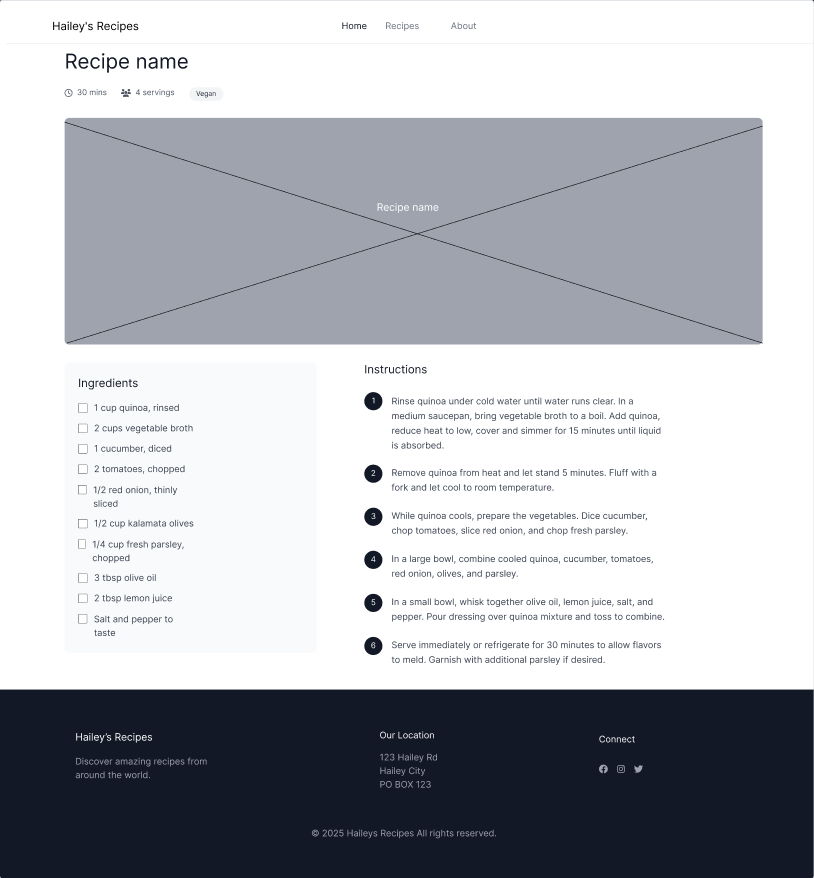 Hailey's Recipes
Home Recipes About
Recipe name
30 mins 4 servings Vegan
Recipe name
Ingredients
1 cup quinoa, rinsed
2 cups vegetable broth
1 cucumber, diced
2 tomatoes, chopped
1/2 red onion, thinly
sliced
1/2 cup kalamata olives
1/4 cup fresh parsley,
chopped
3 tbsp olive oil
2 tbsp lemon juice
Salt and pepper to
taste
Instructions
1 Rinse quinoa under cold water until water runs clear. In a
medium saucepan, bring vegetable broth to a boil. Add quinoa,
reduce heat to low, cover and simmer for 15 minutes until liquid
is absorbed.
2 Remove quinoa from heat and let stand 5 minutes. Fluff with a
fork and let cool to room temperature.
3 While quinoa cools, prepare the vegetables. Dice cucumber,
chop tomatoes, slice red onion, and chop fresh parsley.
4 In a large bowl, combine cooled quinoa, cucumber, tomatoes,
red onion, olives, and parsley.
5 In a small bowl, whisk together olive oil, lemon juice, salt, and
pepper. Pour dressing over quinoa mixture and toss to combine.
6 Serve immediately or refrigerate for 30 minutes to allow flavors
to meld. Garnish with additional parsley if desired.
Hailey’s Recipes
Discover amazing recipes from
around the world.
Our Location
123 Hailey Rd
Hailey City
PO BOX 123
Connect
© 2025 Haileys Recipes All rights reserved.